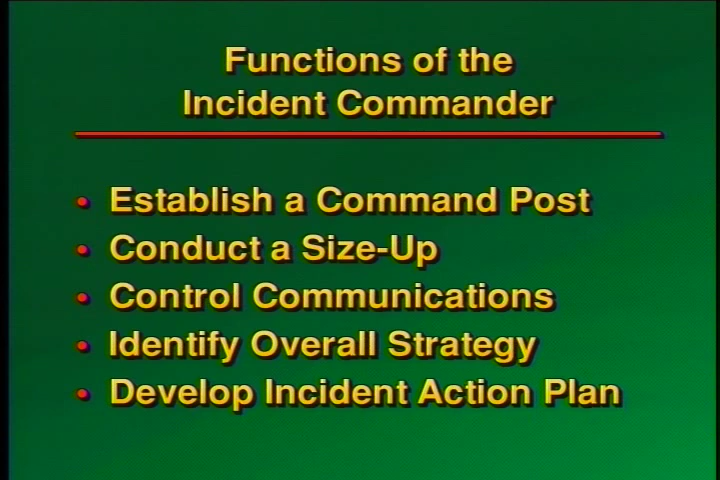 Functions of the
Incident Commander
• Establish a Command Post
• Conduct a Size-Up
• Control Communications
• Identify Overall Strategy
• Develop Incident Action Plan